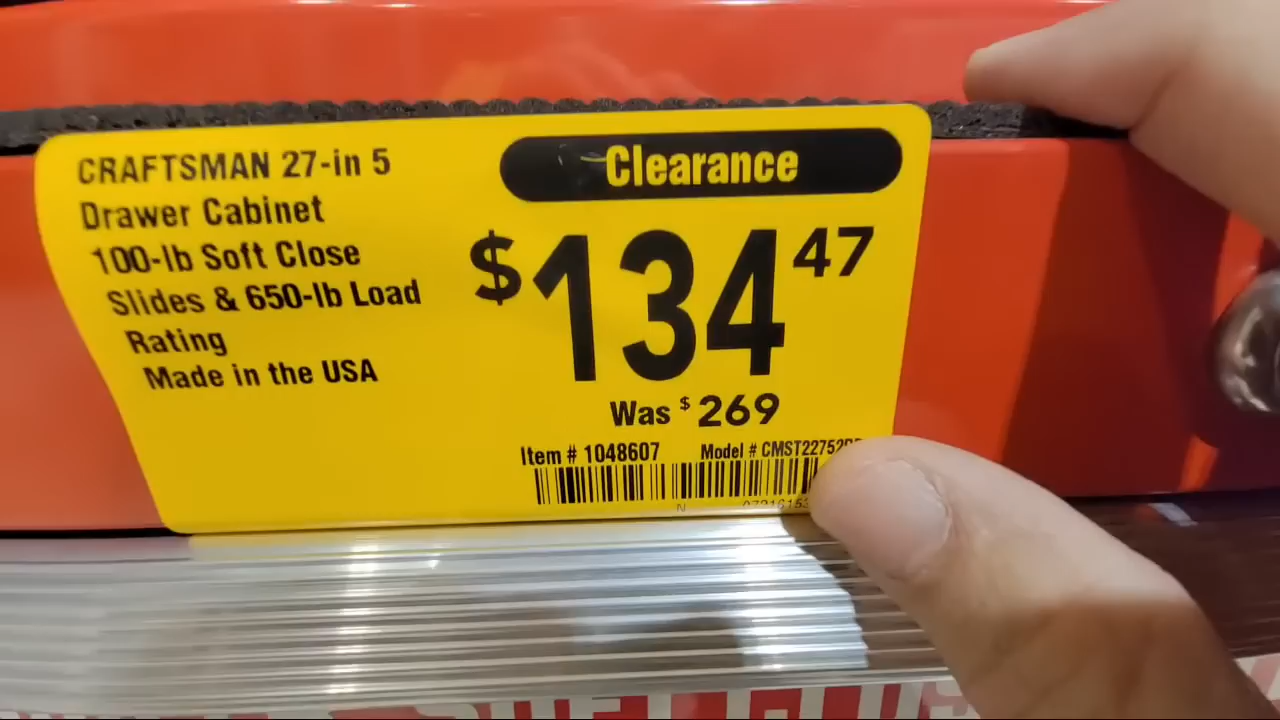 CRAFTSMAN 27-in 5
Drawer Cabinet
100-lb Soft Close
Slides & 650-lb Load
Rating
Made in the USA
Clearance
$134 47
Was $269
Item # 1048607 Model #
N